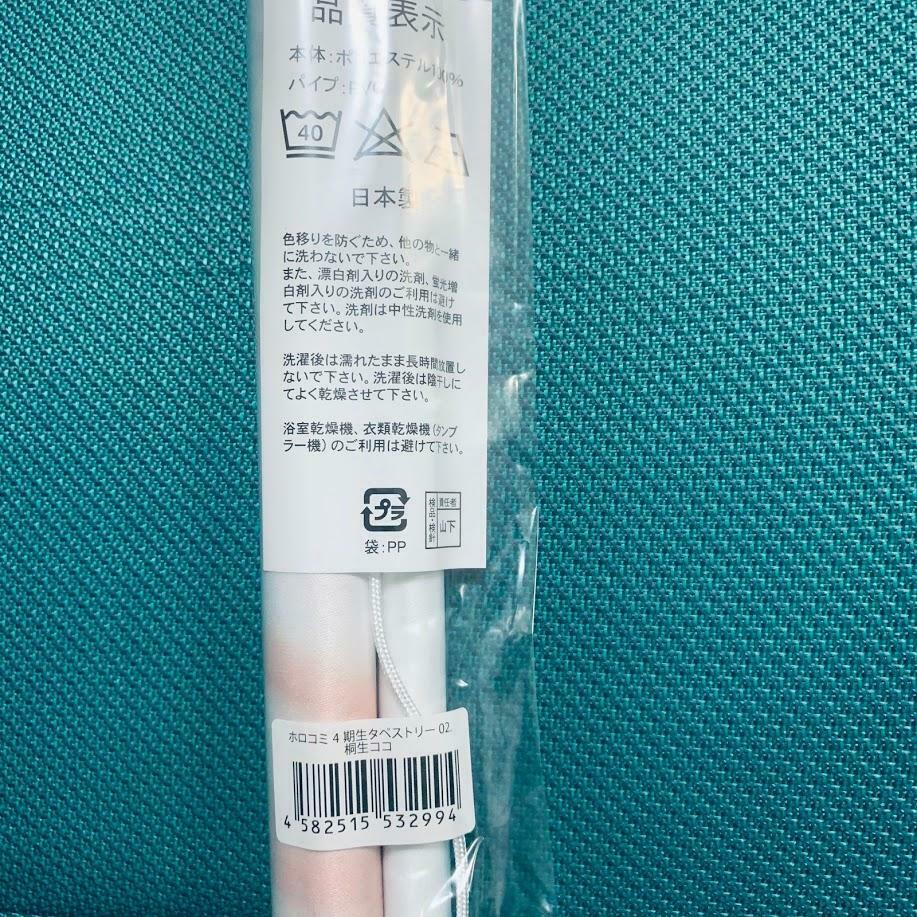 品質表示
本体:ポリエステル100%
パイプ:PVC
40
日本製
色移りを防ぐため、他の物と一緒
に洗わないで下さい。
また、漂白剤入りの洗剤、蛍光増
白剤入りの洗剤のご利用は避け
て下さい。洗剤は中性洗剤を使用
してください。
洗濯後は濡れたまま長時間放置し
ないで下さい。洗濯後は陰干しに
てよく乾燥させて下さい。
浴室乾燥機、衣類乾燥機(タンブ
ラー機)のご利用は避けて下さい。
プラ
袋:PP
検品・検針
責任者
山下
ホロコミ 4 期生タペストリー 02.
桐生ココ
4 582515 532994